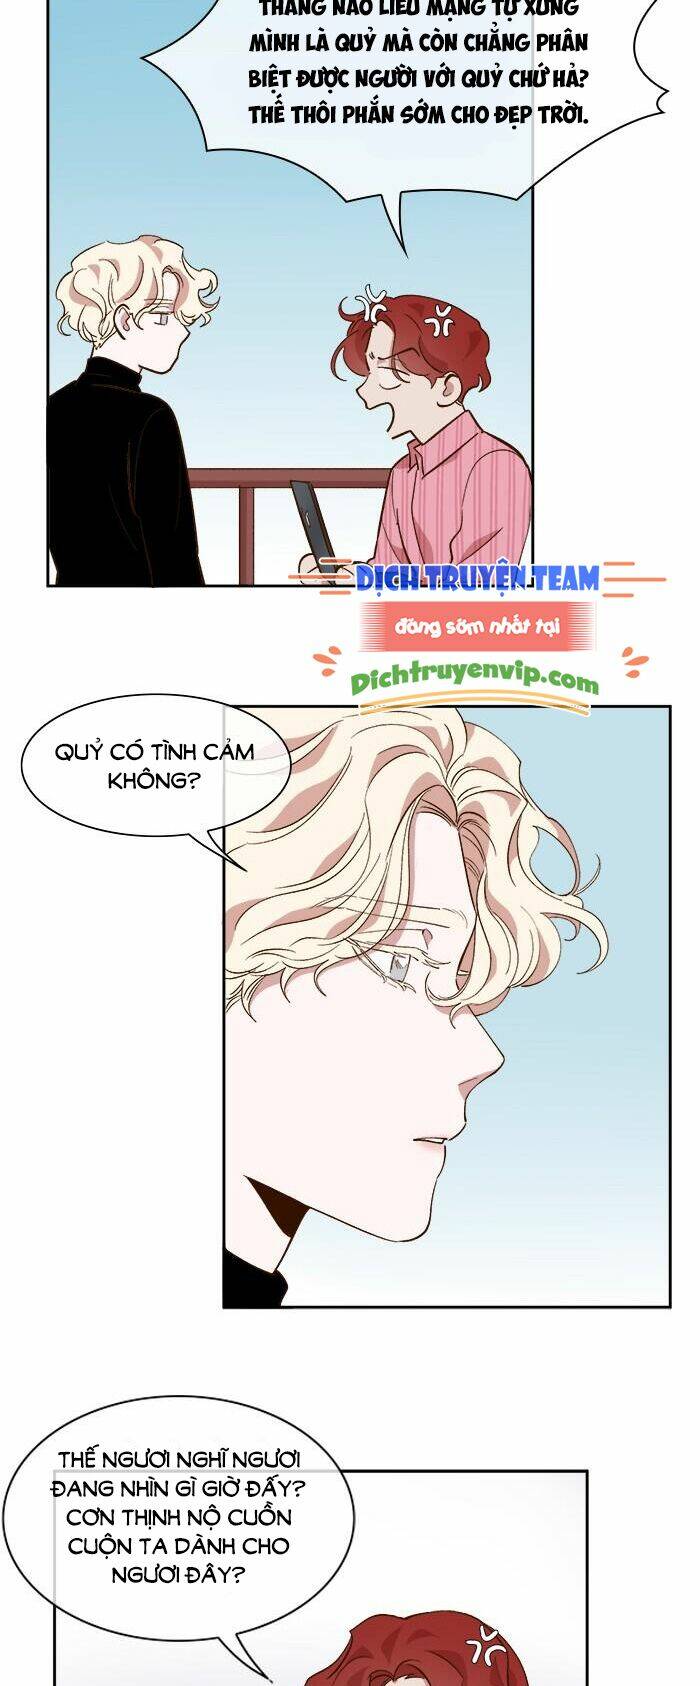 THẰNG NÀO LIỀU MẠNG TỰ XƯNG
MÌNH LÀ QUỶ MÀ CÒN CHẲNG PHÂN
BIỆT ĐƯỢC NGƯỜI VỚI QUỶ CHỨ HẢ?
THẾ THÔI PHẮN SỚM CHO ĐẸP TRỜI.
DỊCH TRUYỆN TEAM
đăng sớm nhất tại
Dichtruyenvip.com
QUỶ CÓ TÌNH CẢM
KHÔNG?
THẾ NGƯƠI NGHĨ NGƯƠI
ĐANG NHÌN GÌ GIỜ ĐẤY?
CƠN THỊNH NỘ CUỒN
CUỘN TA DÀNH CHO
NGƯƠI ĐÂY?